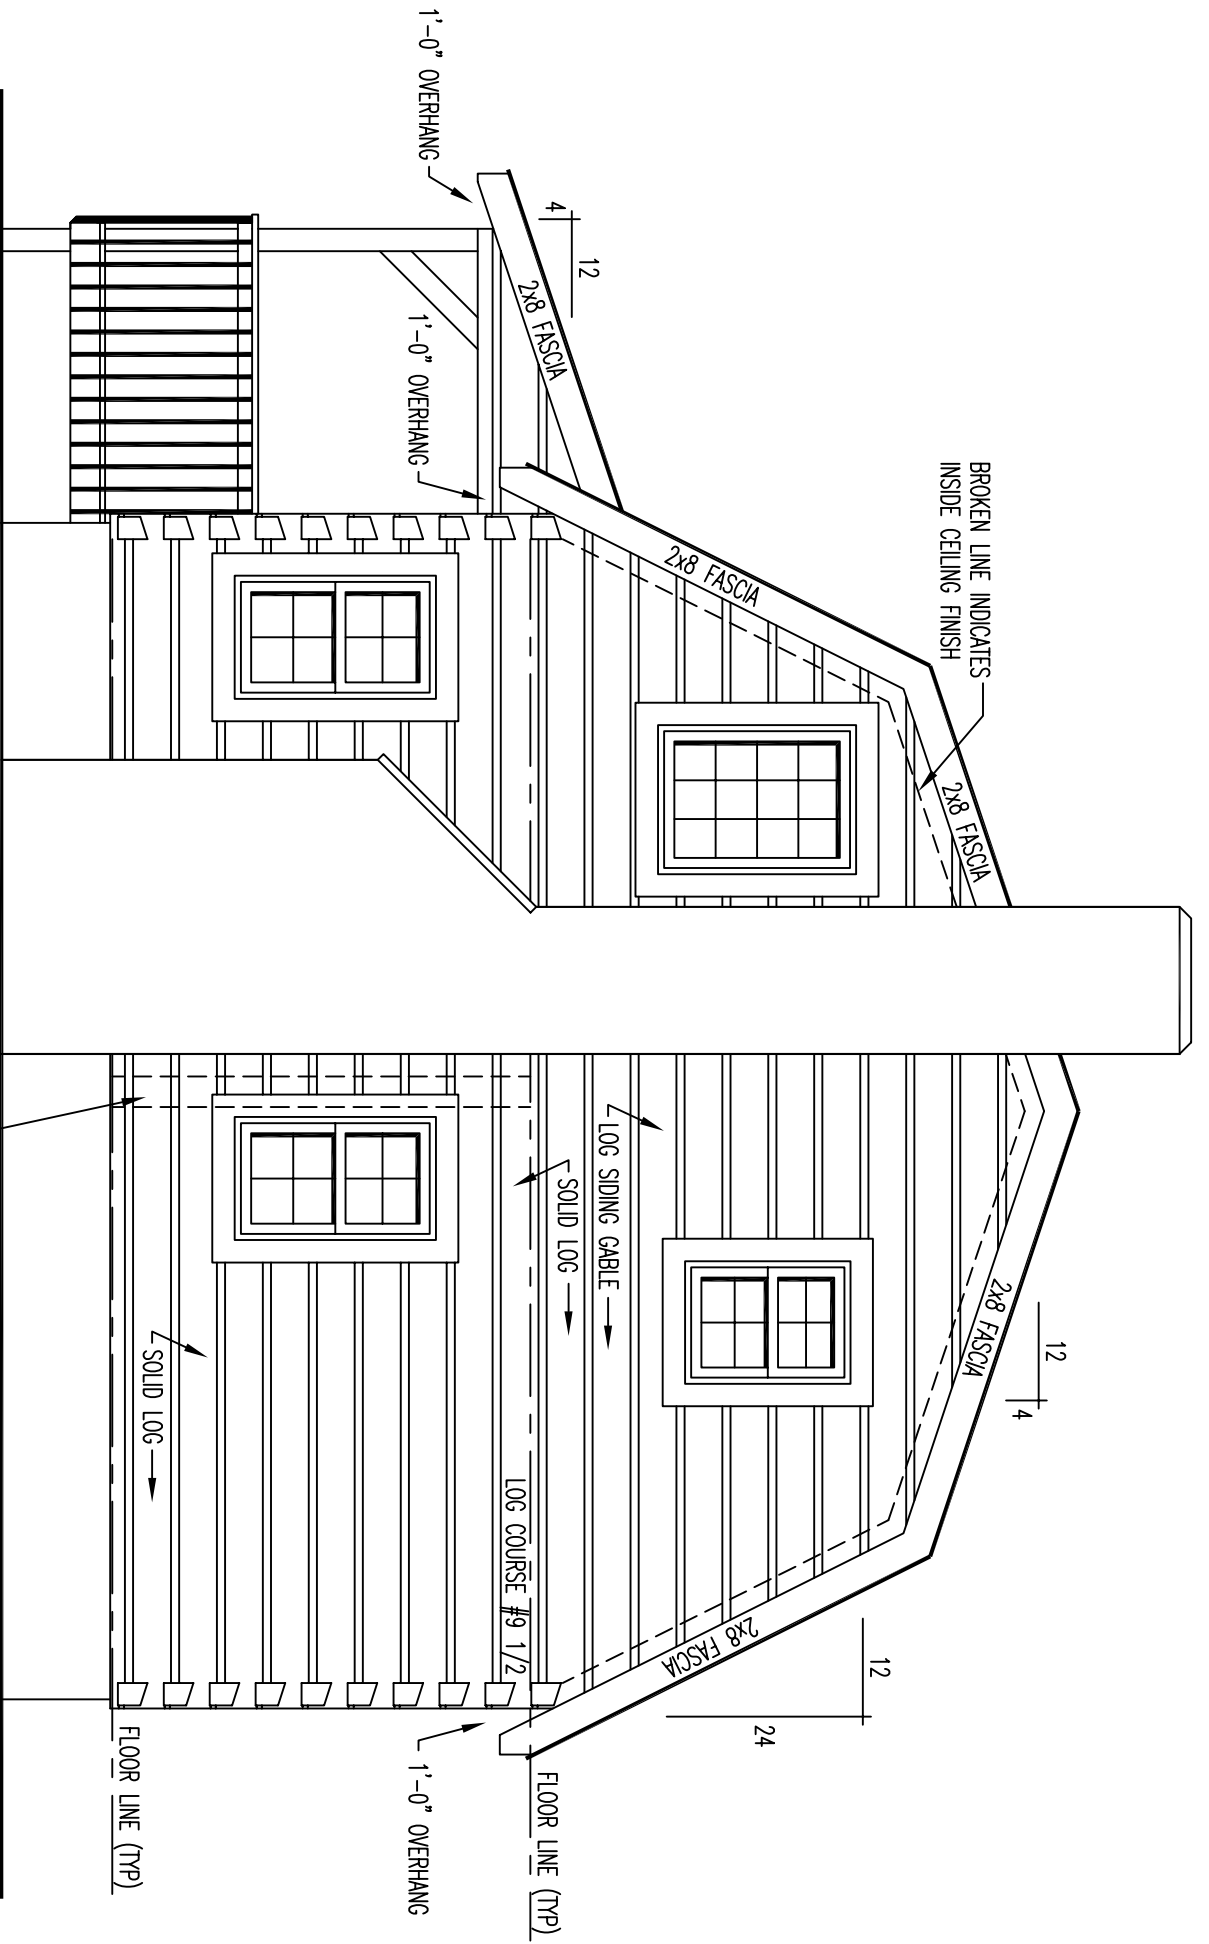 BROKEN LINE INDICATES
INSIDE CEILING FINISH
2x8 FASCIA
2x8 FASCIA
12
4
12
24
2x8 FASCIA
2x8 FASCIA
12
4
2x8 FASCIA
1'-0" OVERHANG
1'-0" OVERHANG
LOG SIDING GABLE
SOLID LOG
LOG COURSE #9 1/2
FLOOR LINE (TYP)
1'-0" OVERHANG
SOLID LOG
FLOOR LINE (TYP)